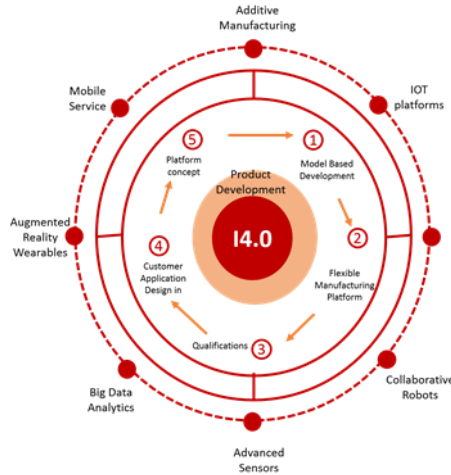 Additive
Manufacturing
Mobile
Service
IOT
platforms
5
1
Platform
concept
Model Based
Development
Product
Development
Augmented
Reality
Wearables
I4.0
4
2
Customer
Application
Design in
Flexible
Manufacturing
Platform
Qualifications
3
Big Data
Analytics
Collaborative
Robots
Advanced
Sensors